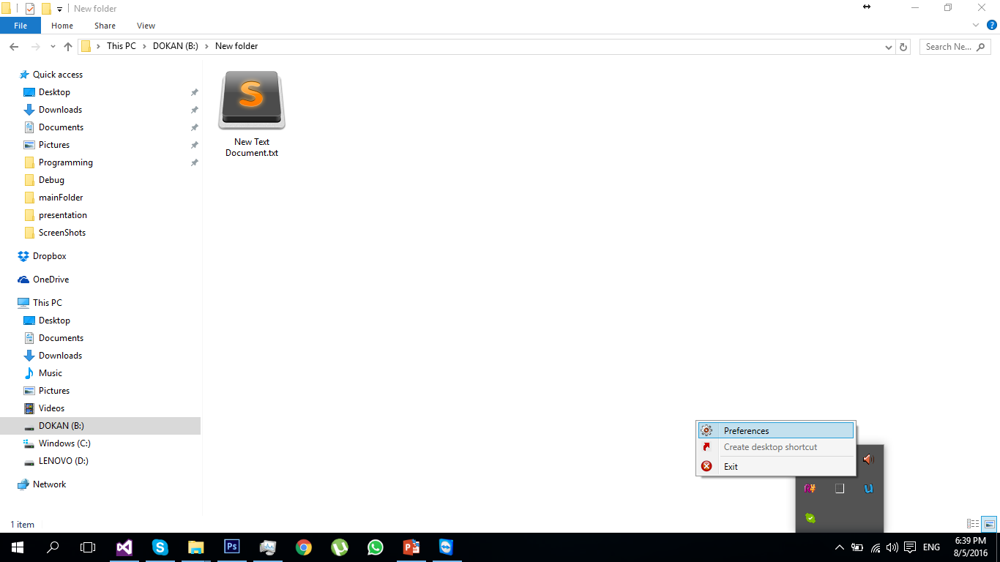 New folder
File Home Share View
This PC DOKAN (B:) New folder
Search Ne...
Quick access
Desktop
Downloads
Documents
Pictures
Programming
Debug
mainFolder
presentation
ScreenShots
Dropbox
OneDrive
This PC
Desktop
Documents
Downloads
Music
Pictures
Videos
DOKAN (B:)
Windows (C:)
LENOVO (D:)
Network
S
New Text
Document.txt
Preferences
Create desktop shortcut
Exit
R#
1 item
Ps
ENG
6:39 PM
8/5/2016